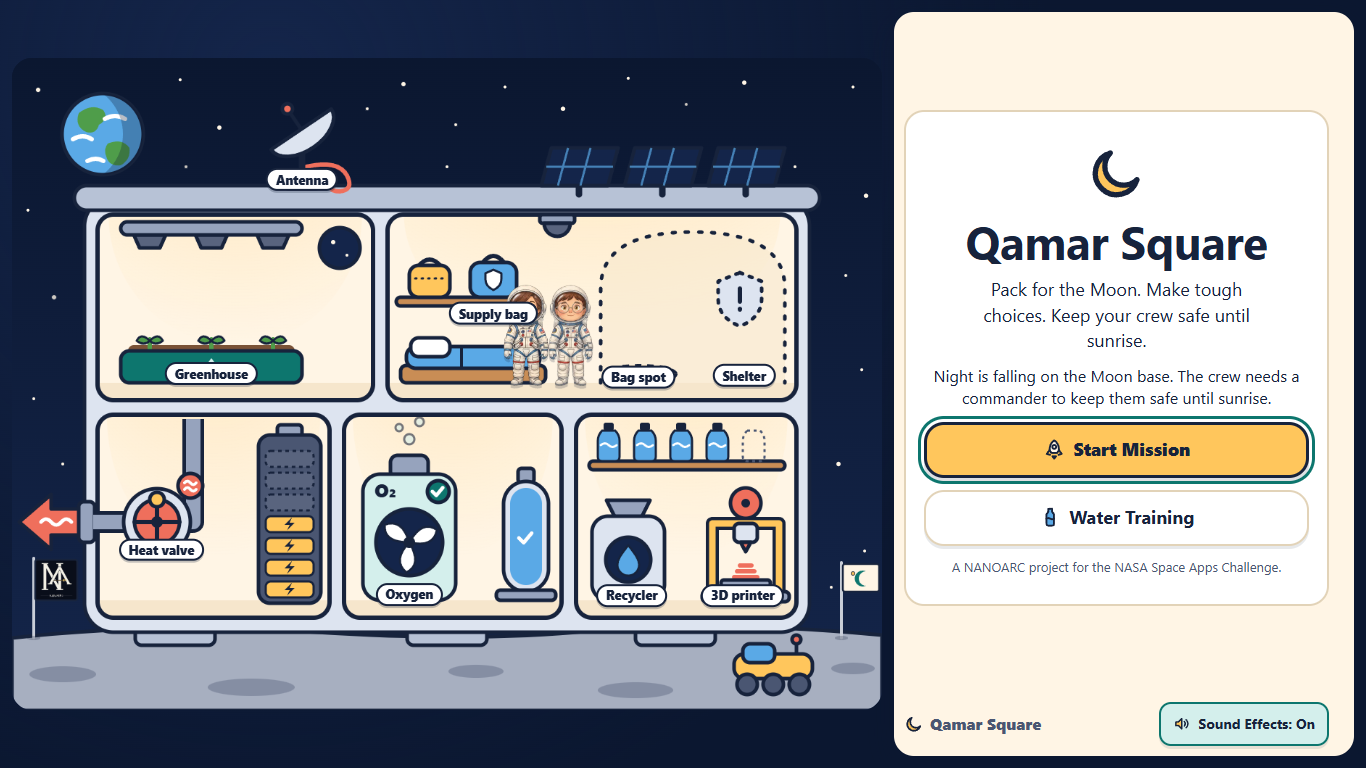 Antenna
Supply bag
Greenhouse
Bag spot
Shelter
O₂
Heat valve
Oxygen
Recycler
3D printer
Qamar Square
Pack for the Moon. Make tough
choices. Keep your crew safe until
sunrise.
Night is falling on the Moon base. The crew needs a
commander to keep them safe until sunrise.
Start Mission
Water Training
A NANOARC project for the NASA Space Apps Challenge.
Qamar Square
Sound Effects: On